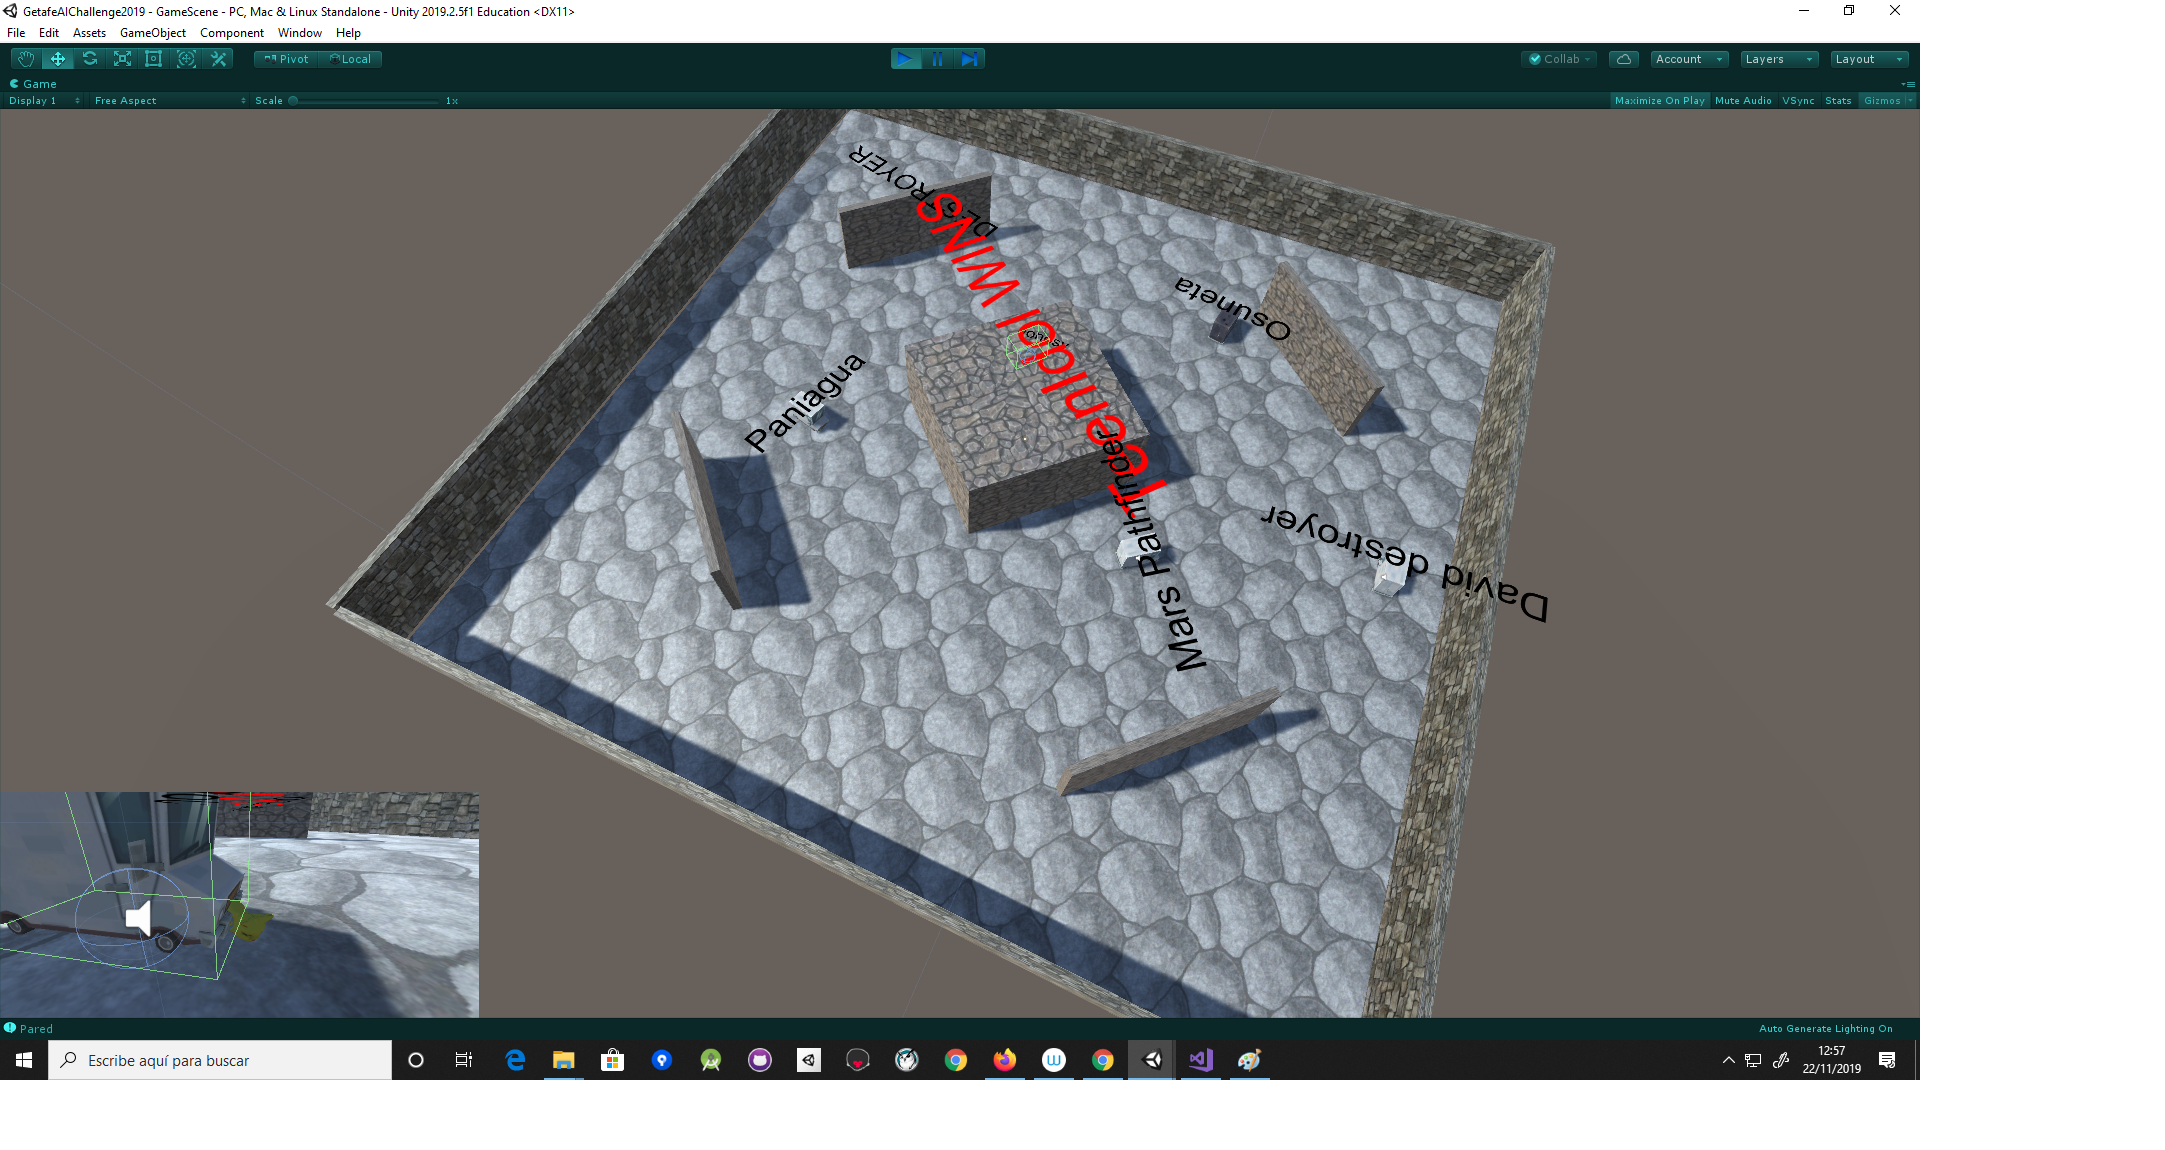 GetafeAIChallenge2019 - GameScene - PC, Mac & Linux Standalone - Unity 2019.2.5f1 Education <DX11>
File Edit Assets GameObject Component Window Help
Pivot Local Collab Account Layers Layout
Game
Display 1 Free Aspect Scale 1x Maximize On Play Mute Audio VSync Stats Gizmos
DESTROYER
WINS
Osuneta
Paniagua
David destroyer
Mars Pathfinder
Pared Auto Generate Lighting On
Escribe aquí para buscar
12:57
22/11/2019